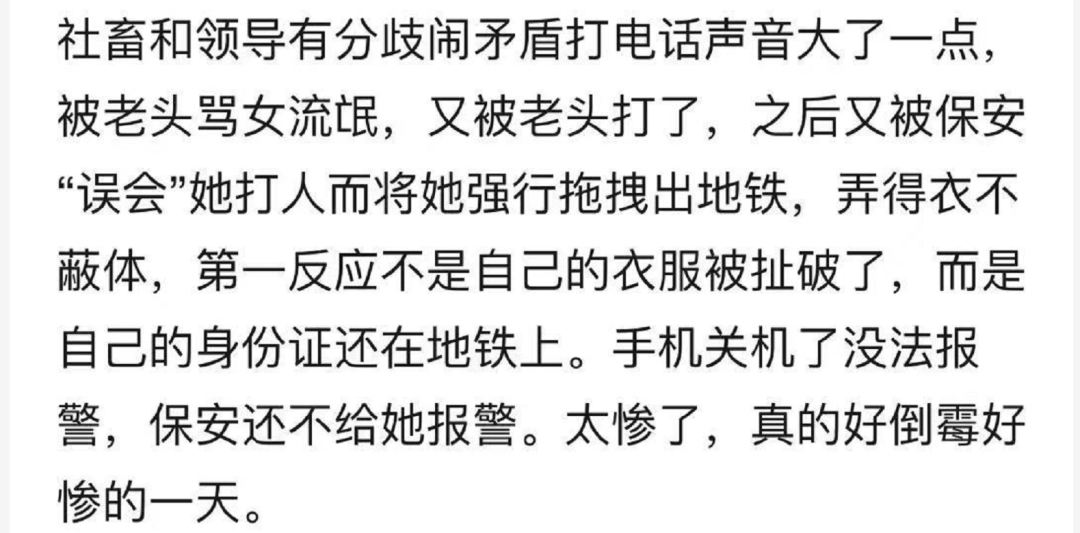 社畜和领导有分歧闹矛盾打电话声音大了一点，
被老头骂女流氓，又被老头打了，之后又被保安
“误会”她打人而将她强行拖拽出地铁，弄得衣不
蔽体，第一反应不是自己的衣服被扯破了，而是
自己的身份证还在地铁上。手机关机了没法报
警，保安还不给她报警。太惨了，真的好倒霉好
惨的一天。